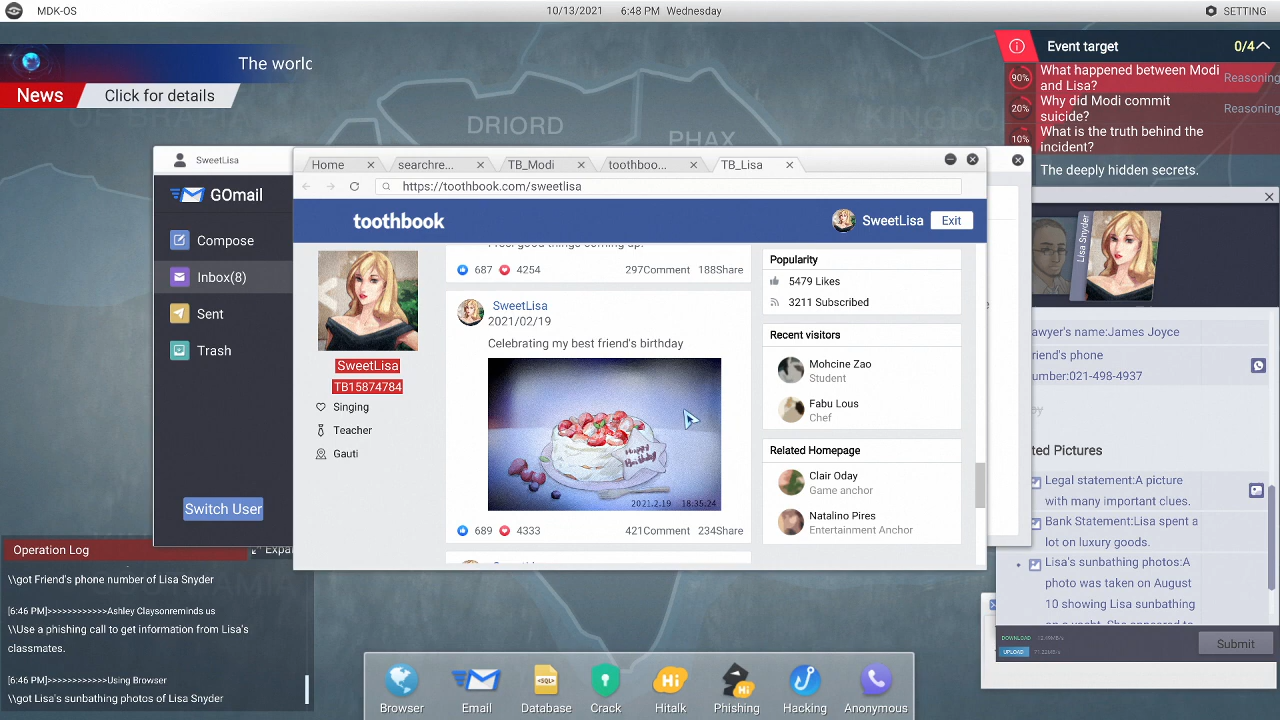 MDK-OS
10/13/2021 6:48 PM Wednesday
SETTING
The world
News
Click for details
DRIORD
PHAX
Event target
0/4
90%
What happened between Modi and Lisa?
Reasoning
20%
Why did Modi commit suicide?
Reasoning
10%
What is the truth behind the incident?
The deeply hidden secrets.
SweetLisa
GOmail
Compose
Inbox(8)
Sent
Trash
Switch User
Home
searchre...
TB_Modi
toothboo...
TB_Lisa
https://toothbook.com/sweetlisa
toothbook
SweetLisa
Exit
SweetLisa
TB15874784
Singing
Teacher
Gauti
687
4254
297Comment
188Share
SweetLisa
2021/02/19
Celebrating my best friend's birthday
Happy
Birthday
2021.2.19 18:35:24
689
4333
421Comment
234Share
Popularity
5479 Likes
3211 Subscribed
Recent visitors
Mohcine Zao
Student
Fabu Lous
Chef
Related Homepage
Clair Oday
Game anchor
Natalino Pires
Entertainment Anchor
Lisa Snyder
awyer's name:James Joyce
riend's phone
umber:021-498-4937
ted Pictures
Legal statement:A picture
with many important clues.
Bank Statement:Lisa spent a
lot on luxury goods.
Lisa's sunbathing photos:A
photo was taken on August
10 showing Lisa sunbathing
DOWNLOAD
UPLOAD
Submit
Operation Log
Expan
\\got Friend's phone number of Lisa Snyder
[6:46 PM]>>>>>>>>>>>>Ashley Claysonreminds us
\\Use a phishing call to get information from Lisa's
classmates.
[6:46 PM]>>>>>>>>>>>>Using Browser
\\got Lisa's sunbathing photos of Lisa Snyder
Browser
Email
Database
Crack
Hitalk
Phishing
Hacking
Anonymous